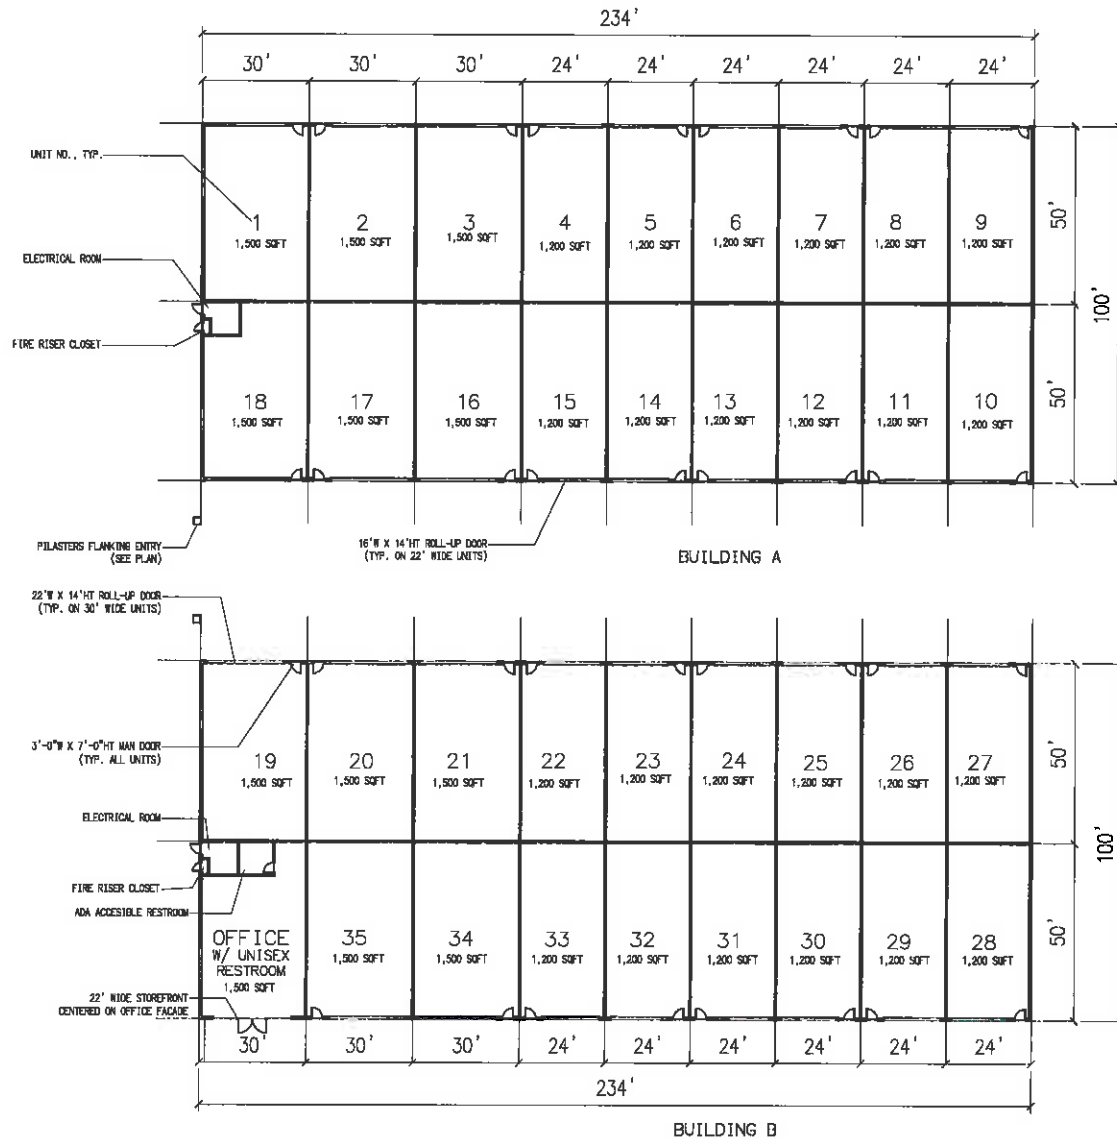 234'
30' 30' 30' 24' 24' 24' 24' 24' 24'
UNIT NO., TYP.
1 2 3 4 5 6 7 8 9
1,500 SQFT 1,500 SQFT 1,500 SQFT 1,200 SQFT 1,200 SQFT 1,200 SQFT 1,200 SQFT 1,200 SQFT 1,200 SQFT
50'
ELECTRICAL ROOM
100'
FIRE RISER CLOSET
50'
18 17 16 15 14 13 12 11 10
1,500 SQFT 1,500 SQFT 1,500 SQFT 1,200 SQFT 1,200 SQFT 1,200 SQFT 1,200 SQFT 1,200 SQFT 1,200 SQFT
PILASTERS FLANKING ENTRY
(SEE PLAN)
16'W X 14'HT ROLL-UP DOOR
(TYP. ON 22' WIDE UNITS)
BUILDING A
22'W X 14'HT ROLL-UP DOOR
(TYP. ON 30' WIDE UNITS)
3'-0"W X 7'-0"HT MAN DOOR
(TYP. ALL UNITS)
19 20 21 22 23 24 25 26 27
1,500 SQFT 1,500 SQFT 1,500 SQFT 1,200 SQFT 1,200 SQFT 1,200 SQFT 1,200 SQFT 1,200 SQFT 1,200 SQFT
50'
ELECTRICAL ROOM
100'
FIRE RISER CLOSET
ADA ACCESIBLE RESTROOM
50'
OFFICE
W/ UNISEX
RESTROOM
1,500 SQFT
35 34 33 32 31 30 29 28
1,500 SQFT 1,500 SQFT 1,200 SQFT 1,200 SQFT 1,200 SQFT 1,200 SQFT 1,200 SQFT 1,200 SQFT
22' WIDE STOREFRONT
CENTERED ON OFFICE FACADE
30' 30' 30' 24' 24' 24' 24' 24' 24'
234'
BUILDING B